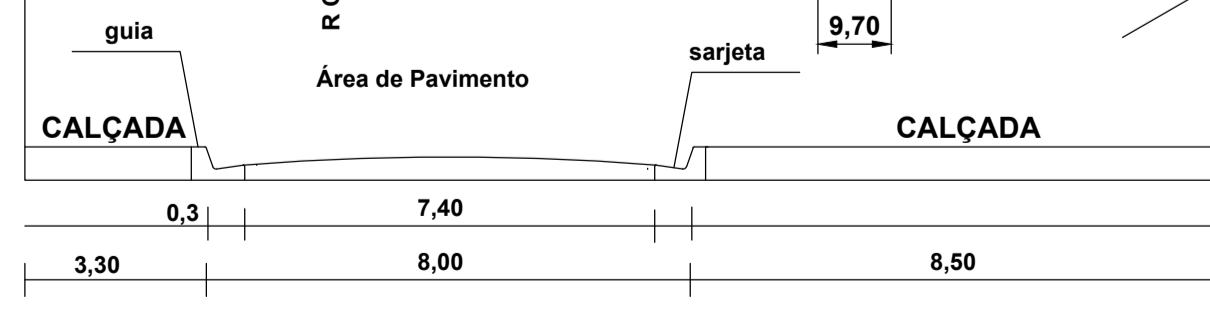 guia
R
9,70
sarjeta
Área de Pavimento
CALÇADA
CALÇADA
0,3
7,40
3,30
8,00
8,50